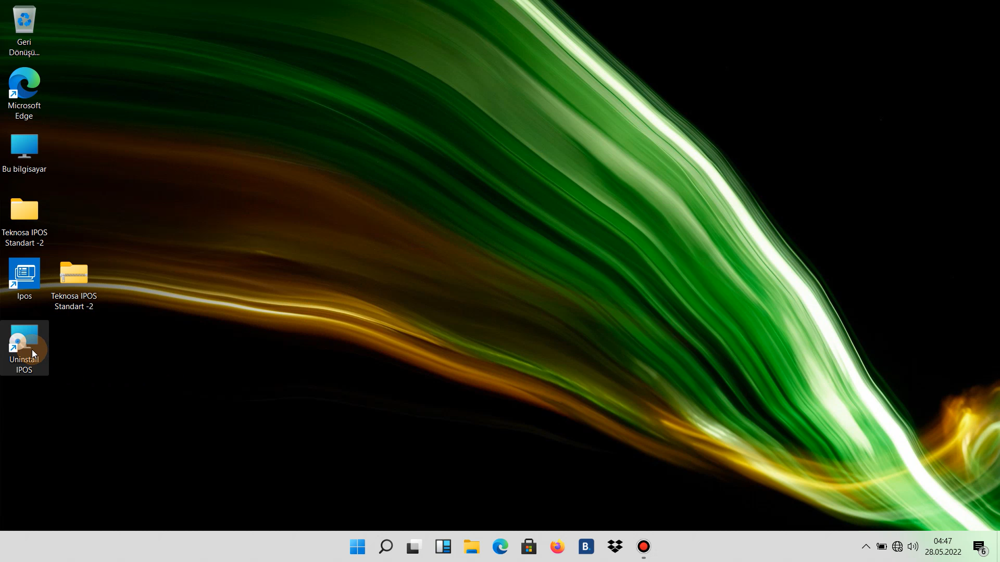 Geri
Dönüşü...
Microsoft
Edge
Bu bilgisayar
Teknosa IPOS
Standart -2
Ipos
Teknosa IPOS
Standart -2
Uninstall
IPOS
B.
04:47
28.05.2022
6